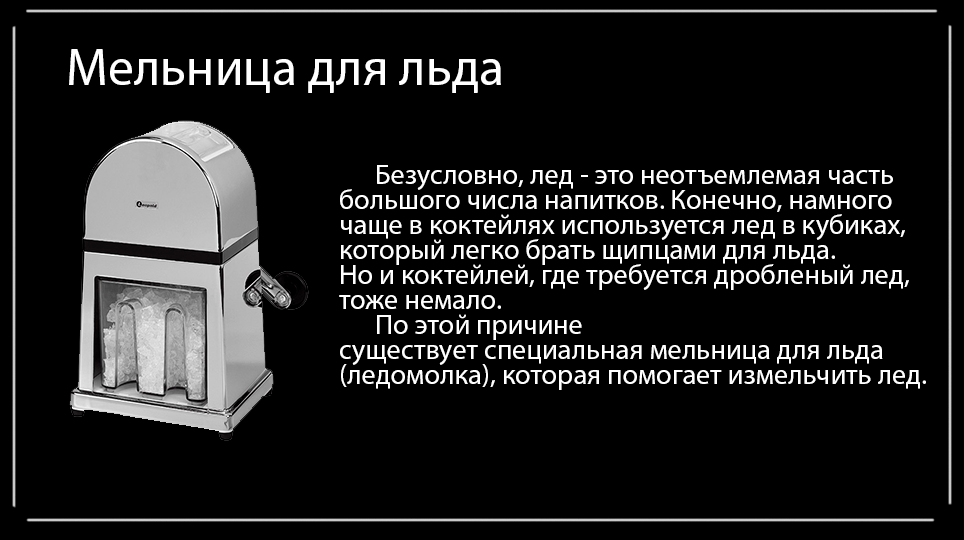 Мельница для льда
Безусловно, лед - это неотъемлемая часть
большого числа напитков. Конечно, намного
чаще в коктейлях используется лед в кубиках,
который легко брать щипцами для льда.
Но и коктейлей, где требуется дробленый лед,
тоже немало.
По этой причине
существует специальная мельница для льда
(ледомолка), которая помогает измельчить лед.